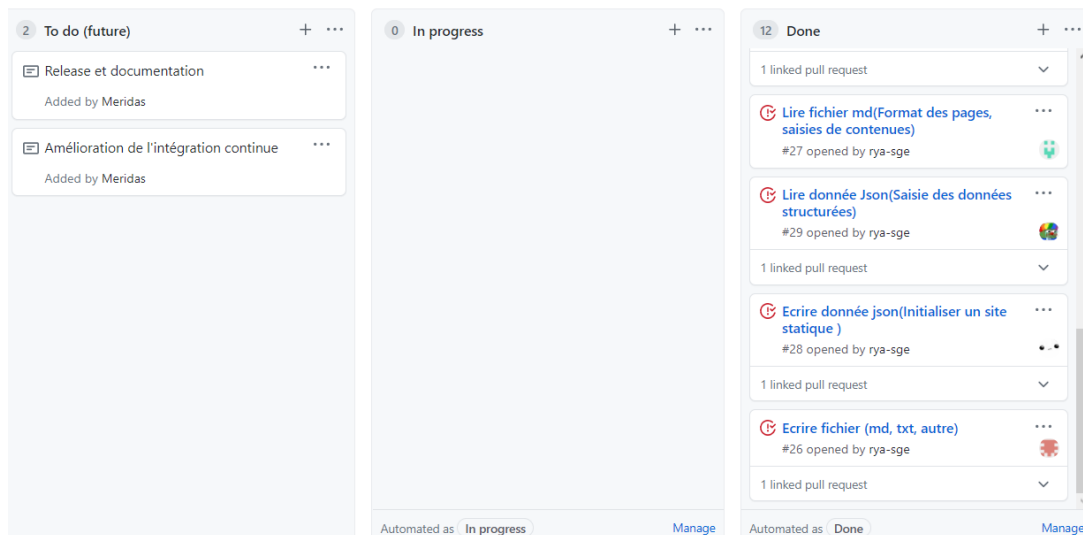 2 To do (future)
Release et documentation
Added by Meridas
Amélioration de l'intégration continue
Added by Meridas
0 In progress
Automated as In progress Manage
12 Done
1 linked pull request
Lire fichier md(Format des pages,
saisies de contenues)
#27 opened by rya-sge
Lire donnée Json(Saisie des données
structurées)
#29 opened by rya-sge
1 linked pull request
Ecrire donnée json(Initialiser un site
statique )
#28 opened by rya-sge
1 linked pull request
Ecrire fichier (md, txt, autre)
#26 opened by rya-sge
1 linked pull request
Automated as Done Manage